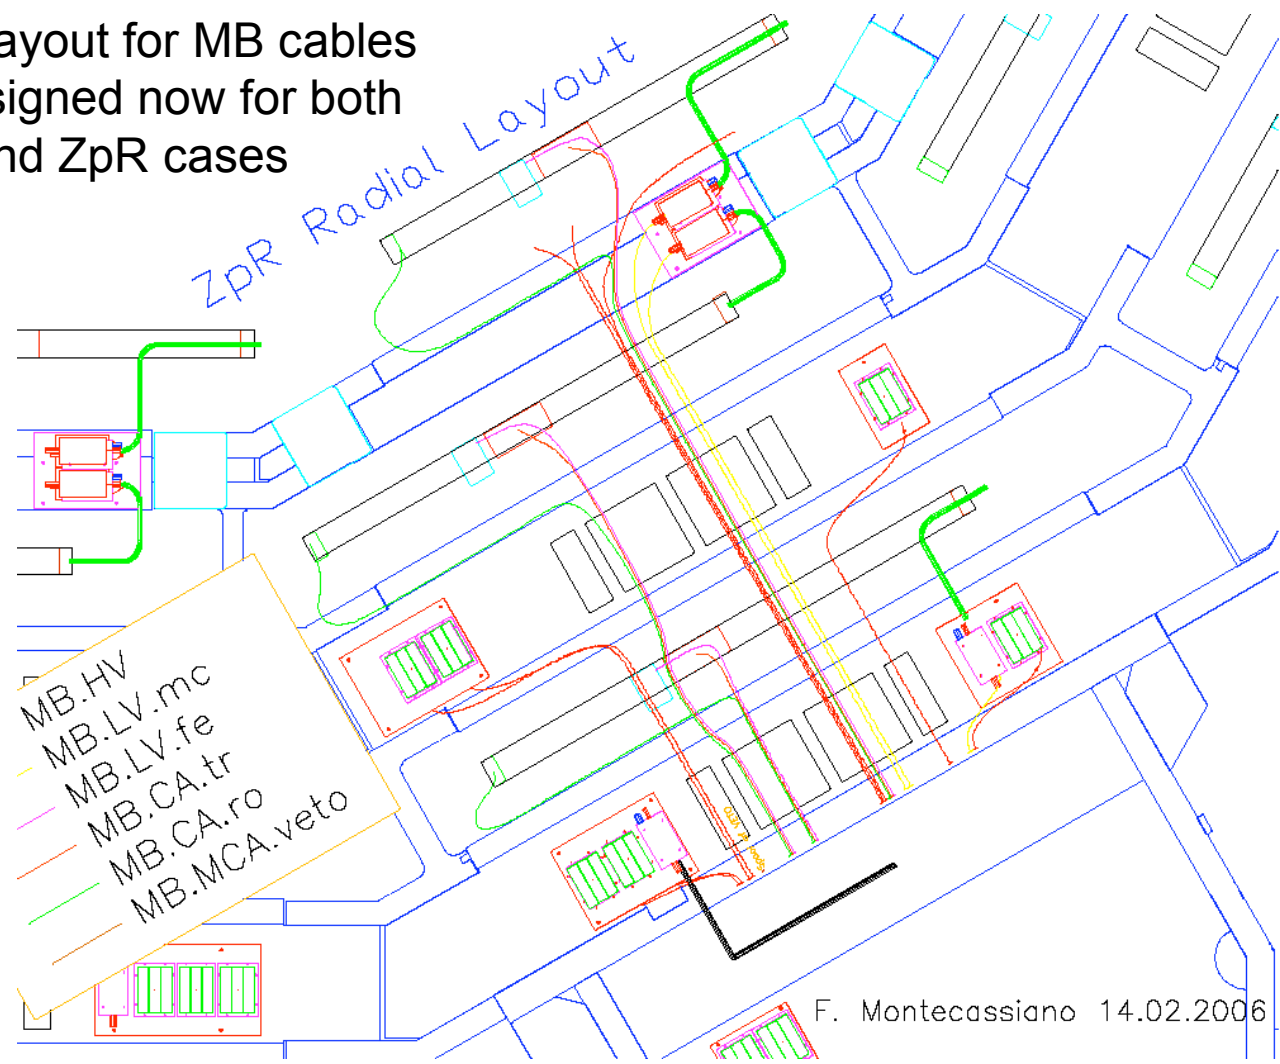 ayout for MB cables
signed now for both
nd ZpR cases
ZpR Radial Layout
MB.HV
MB.LV.mc
MB.LV.fe
MB.CA.tr
MB.CA.ro
MB.MCA.veto
VETO
F. Montecassiano 14.02.2006